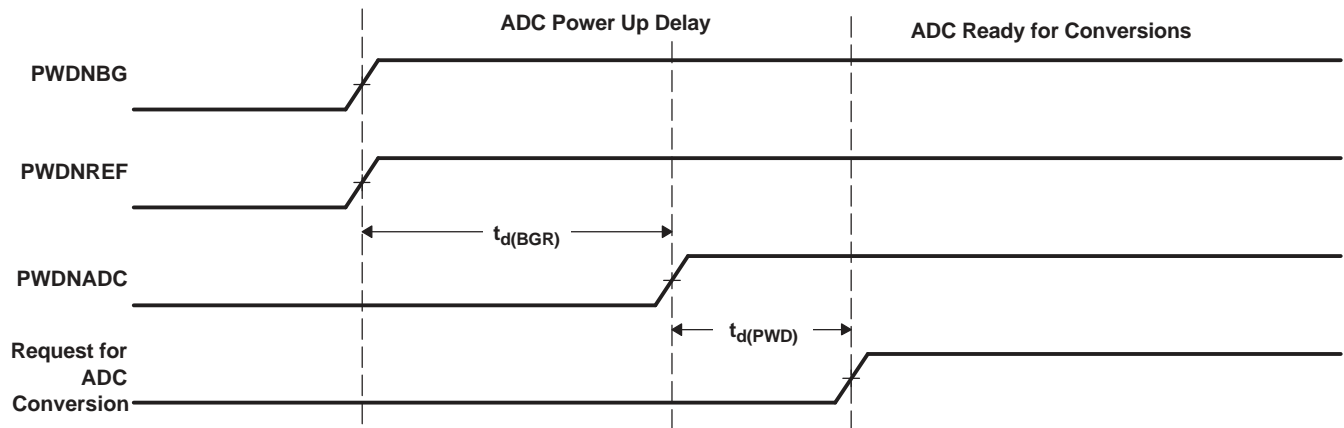 ADC Power Up Delay
ADC Ready for Conversions
PWDNBG
PWDNREF
td(BGR)
PWDNADC
td(PWD)
Request for
ADC
Conversion